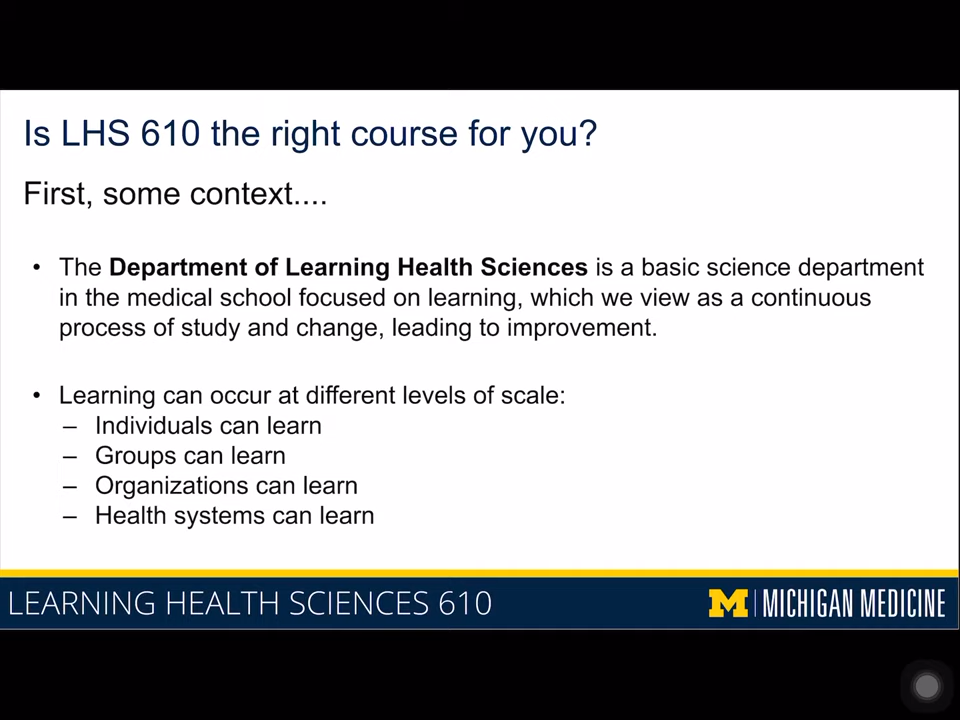 Is LHS 610 the right course for you?
First, some context....
• The Department of Learning Health Sciences is a basic science department
in the medical school focused on learning, which we view as a continuous
process of study and change, leading to improvement.
• Learning can occur at different levels of scale:
– Individuals can learn
– Groups can learn
– Organizations can learn
– Health systems can learn
LEARNING HEALTH SCIENCES 610
M | MICHIGAN MEDICINE